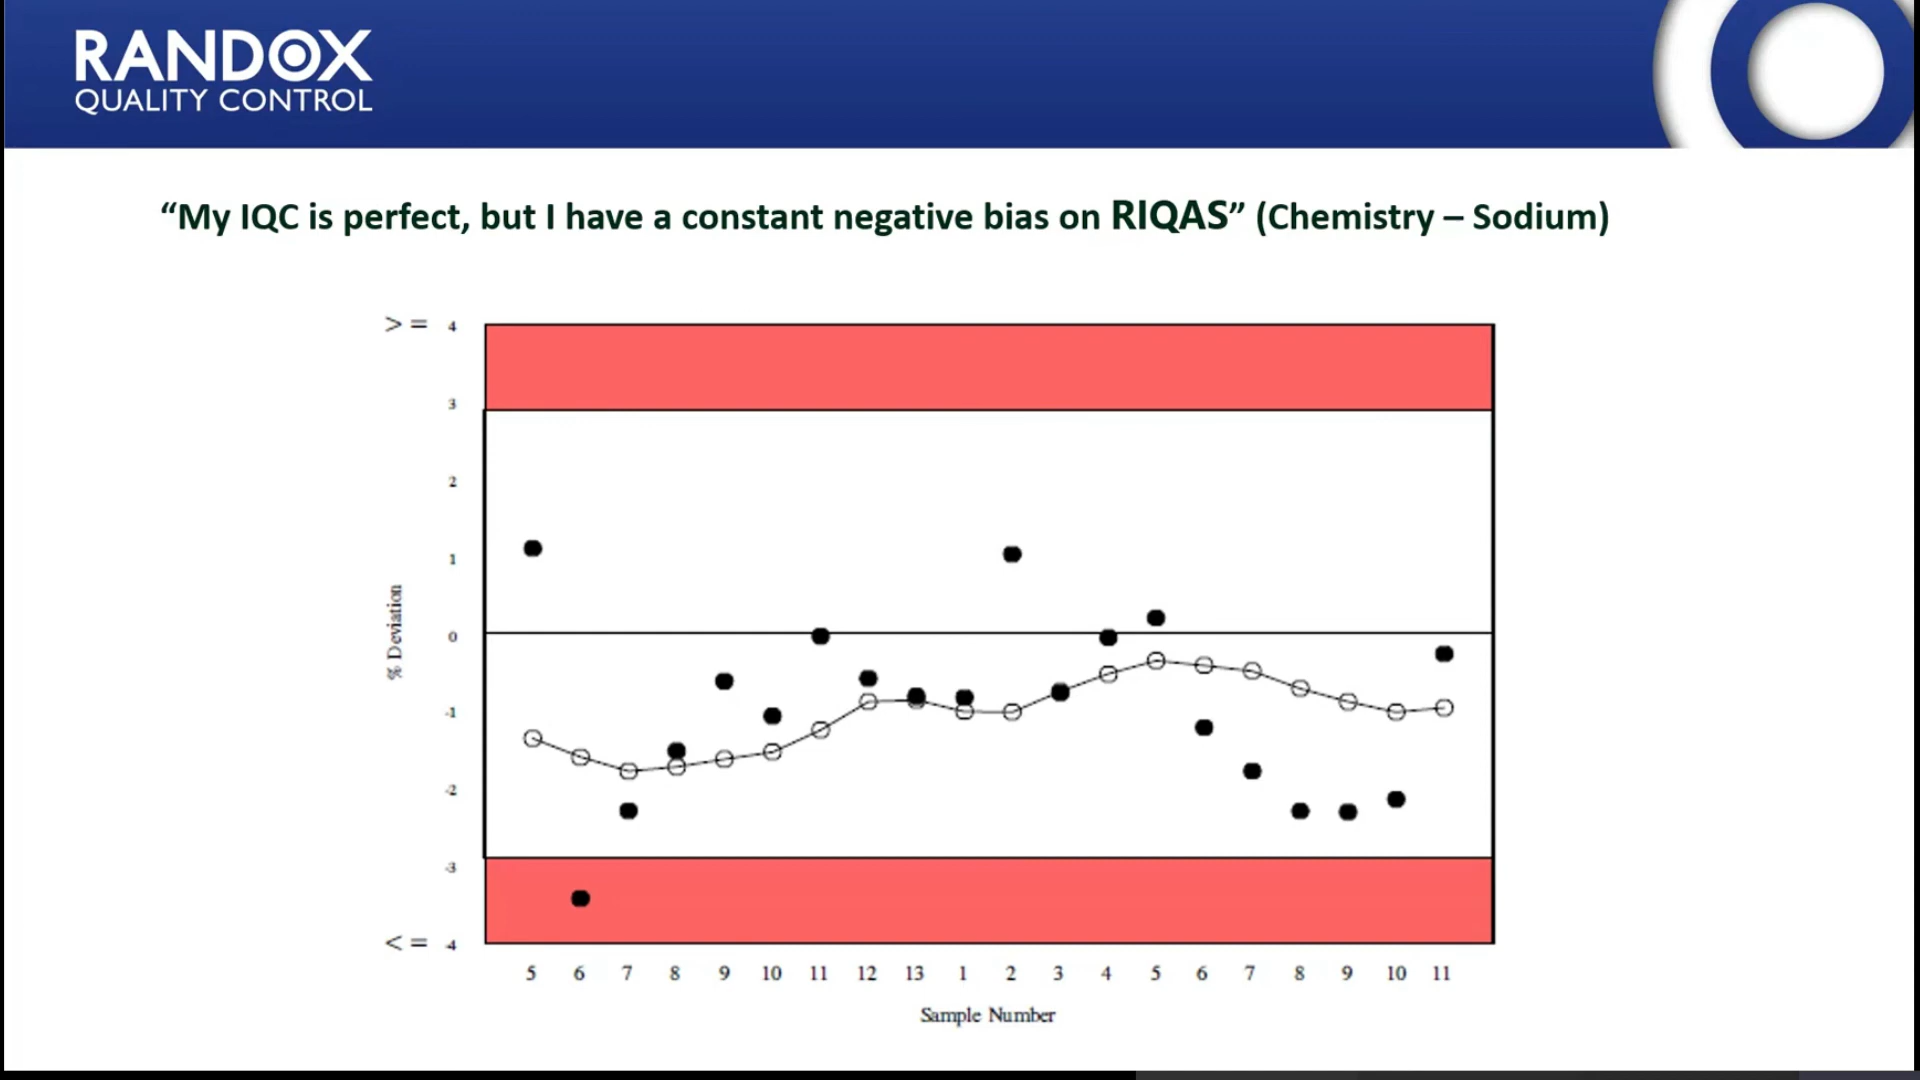 RANDOX
QUALITY CONTROL
“My IQC is perfect, but I have a constant negative bias on RIQAS” (Chemistry – Sodium)
> = 4
3
2
1
0
-1
-2
-3
< = -4
% Deviation
5 6 7 8 9 10 11 12 13 1 2 3 4 5 6 7 8 9 10 11
Sample Number